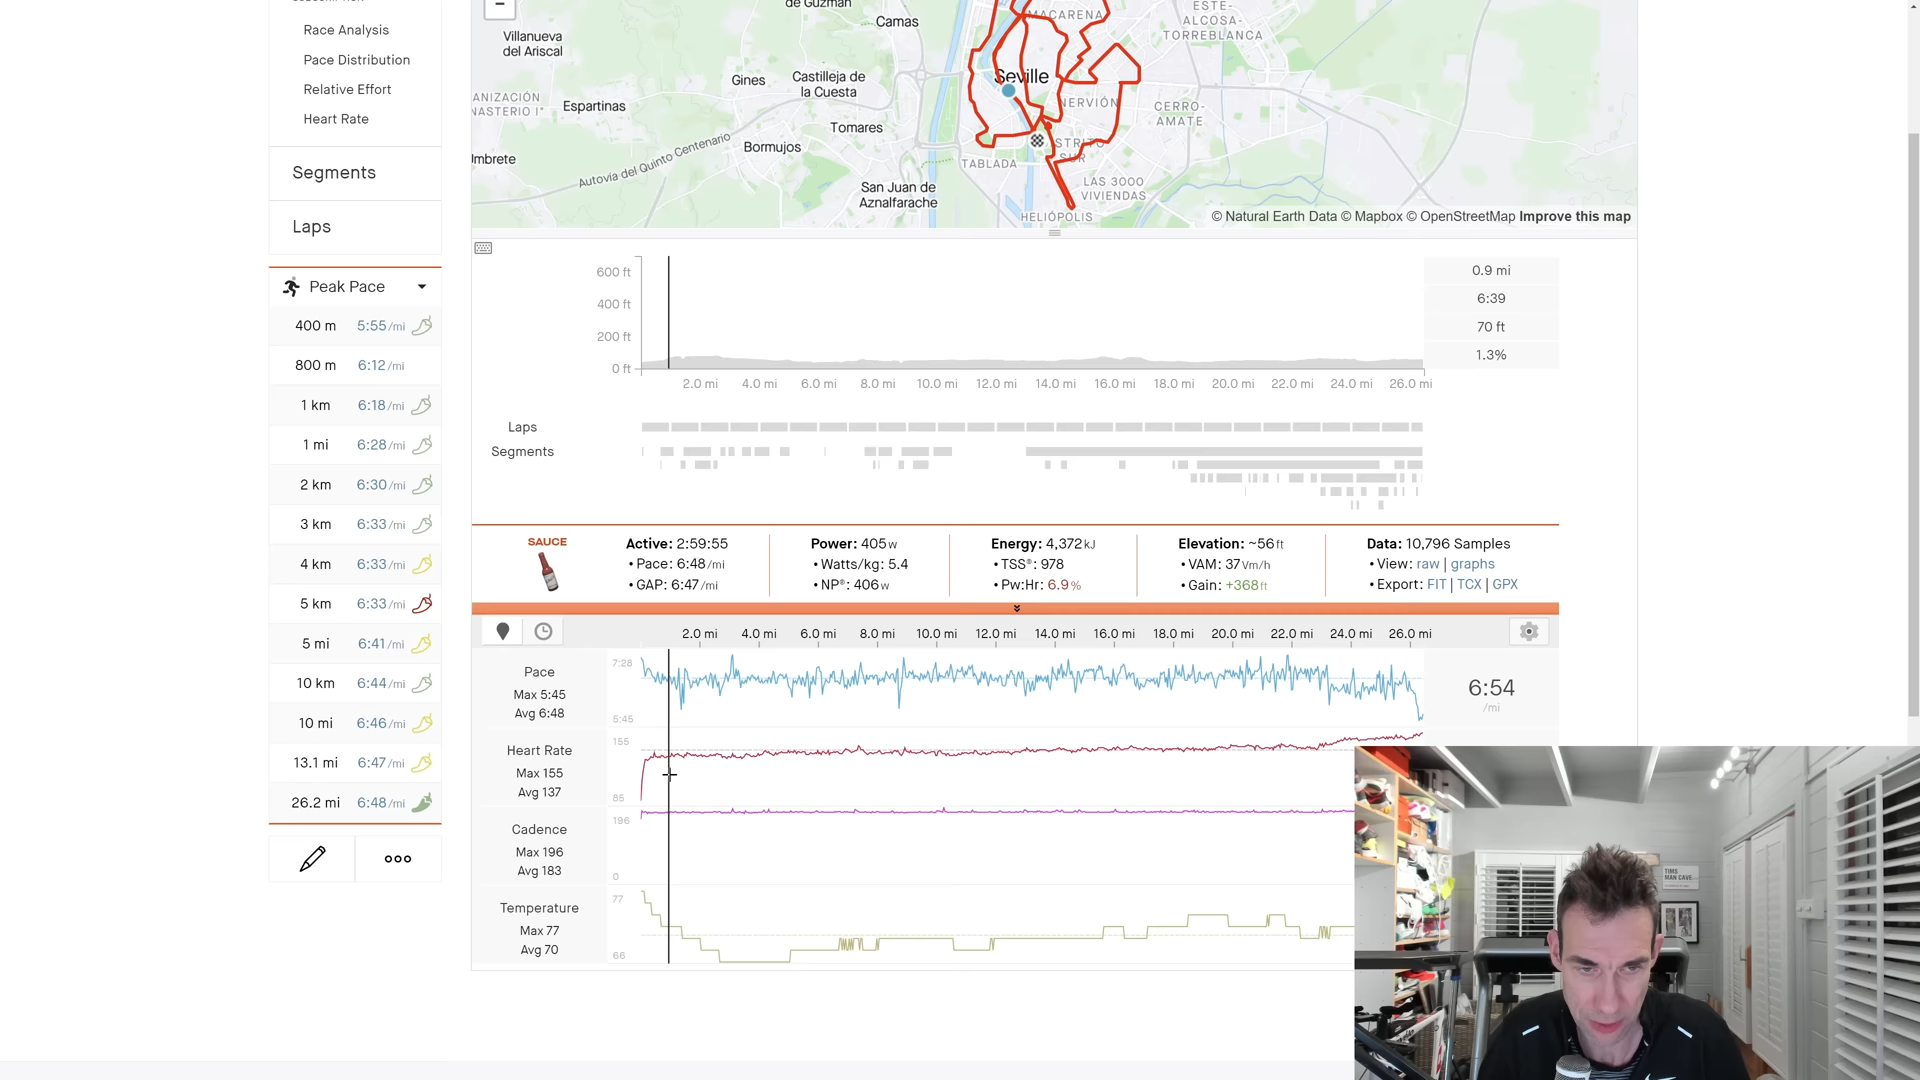 Race Analysis
Pace Distribution
Relative Effort
Heart Rate
Segments
Laps
Peak Pace
400 m 5:55/mi
800 m 6:12/mi
1 km 6:18/mi
1 mi 6:28/mi
2 km 6:30/mi
3 km 6:33/mi
4 km 6:33/mi
5 km 6:33/mi
5 mi 6:41/mi
10 km 6:44/mi
10 mi 6:46/mi
13.1 mi 6:47/mi
26.2 mi 6:48/mi
de Guzmán
Camas
MACARENA
ESTE-
ALCOSA-
TORREBLANCA
Villanueva
del Ariscal
Gines
Castilleja de
la Cuesta
Seville
ANIZACIÓN
NASTERIO I"
Espartinas
NERVIÓN
CERRO-
AMATE
Tomares
Bormujos
STRITO
SUR
TABLADA
Umbrete
Autovía del Quinto Centenario
San Juan de
Aznalfarache
LAS 3000
VIVIENDAS
HELIÓPOLIS
© Natural Earth Data © Mapbox © OpenStreetMap Improve this map
600 ft
400 ft
200 ft
0 ft
2.0 mi 4.0 mi 6.0 mi 8.0 mi 10.0 mi 12.0 mi 14.0 mi 16.0 mi 18.0 mi 20.0 mi 22.0 mi 24.0 mi 26.0 mi
0.9 mi
6:39
70 ft
1.3%
Laps
Segments
SAUCE
Active: 2:59:55
• Pace: 6:48/mi
• GAP: 6:47/mi
Power: 405w
• Watts/kg: 5.4
• NP®: 406w
Energy: 4,372kJ
• TSS®: 978
• Pw:Hr: 6.9%
Elevation: ~56ft
• VAM: 37Vm/h
• Gain: +368ft
Data: 10,796 Samples
• View: raw | graphs
• Export: FIT | TCX | GPX
2.0 mi 4.0 mi 6.0 mi 8.0 mi 10.0 mi 12.0 mi 14.0 mi 16.0 mi 18.0 mi 20.0 mi 22.0 mi 24.0 mi 26.0 mi
Pace
Max 5:45
Avg 6:48
7:28
5:45
6:54
/mi
Heart Rate
Max 155
Avg 137
155
85
Cadence
Max 196
Avg 183
196
0
Temperature
Max 77
Avg 70
77
66
TIMS
MAN CAVE